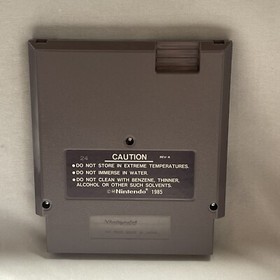 CAUTION
REV-A
•DO NOT STORE IN EXTREME TEMPERATURES.
•DO NOT IMMERSE IN WATER.
•DO NOT CLEAN WITH BENZENE, THINNER,
ALCOHOL OR OTHER SUCH SOLVENTS.
©®Nintendo® 1985